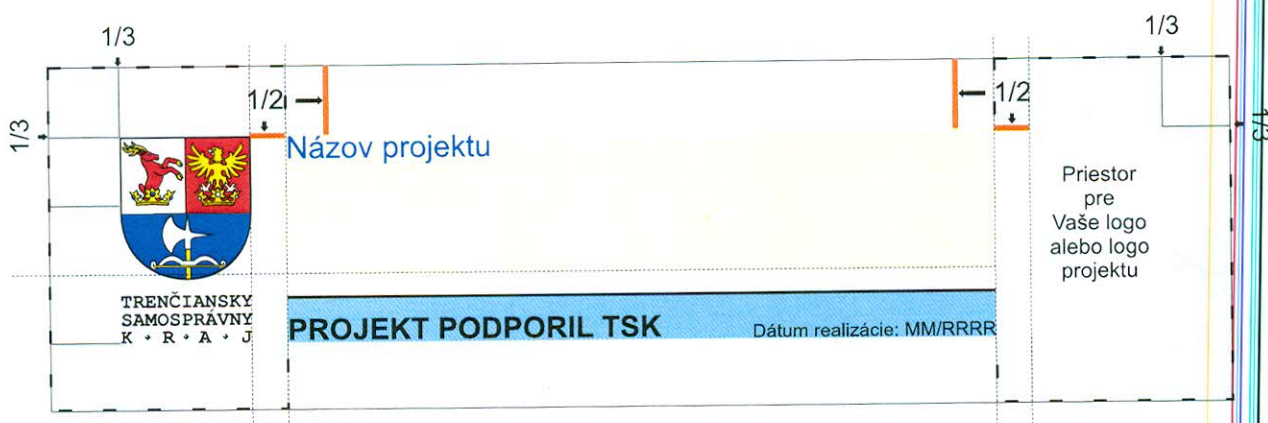 1/3
1/3
1/3
1/2
1/2
1/3
Názov projektu
Priestor
pre
Vaše logo
alebo logo
projektu
TRENČIANSKY
SAMOSPRÁVNY
K • R • A • J
PROJEKT PODPORIL TSK
Dátum realizácie: MM/RRRR